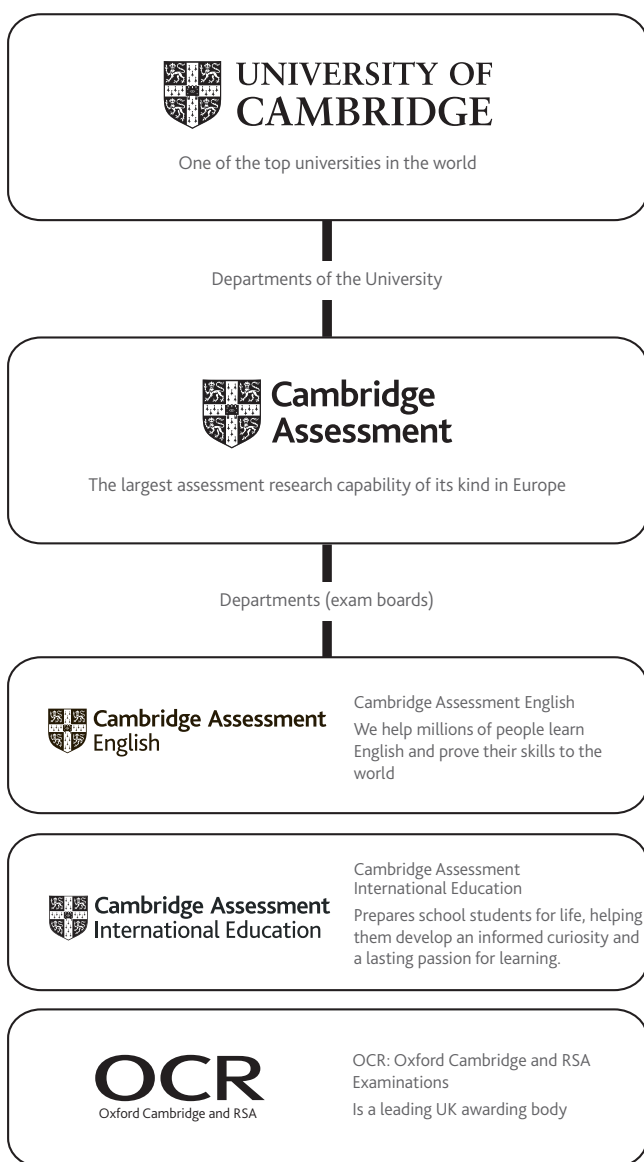 UNIVERSITY OF
CAMBRIDGE
One of the top universities in the world
Departments of the University
Cambridge
Assessment
The largest assessment research capability of its kind in Europe
Departments (exam boards)
Cambridge Assessment
English
Cambridge Assessment English
We help millions of people learn
English and prove their skills to the
world
Cambridge Assessment
International Education
Cambridge Assessment
International Education
Prepares school students for life, helping
them develop an informed curiosity and
a lasting passion for learning.
OCR
Oxford Cambridge and RSA
OCR: Oxford Cambridge and RSA
Examinations
Is a leading UK awarding body